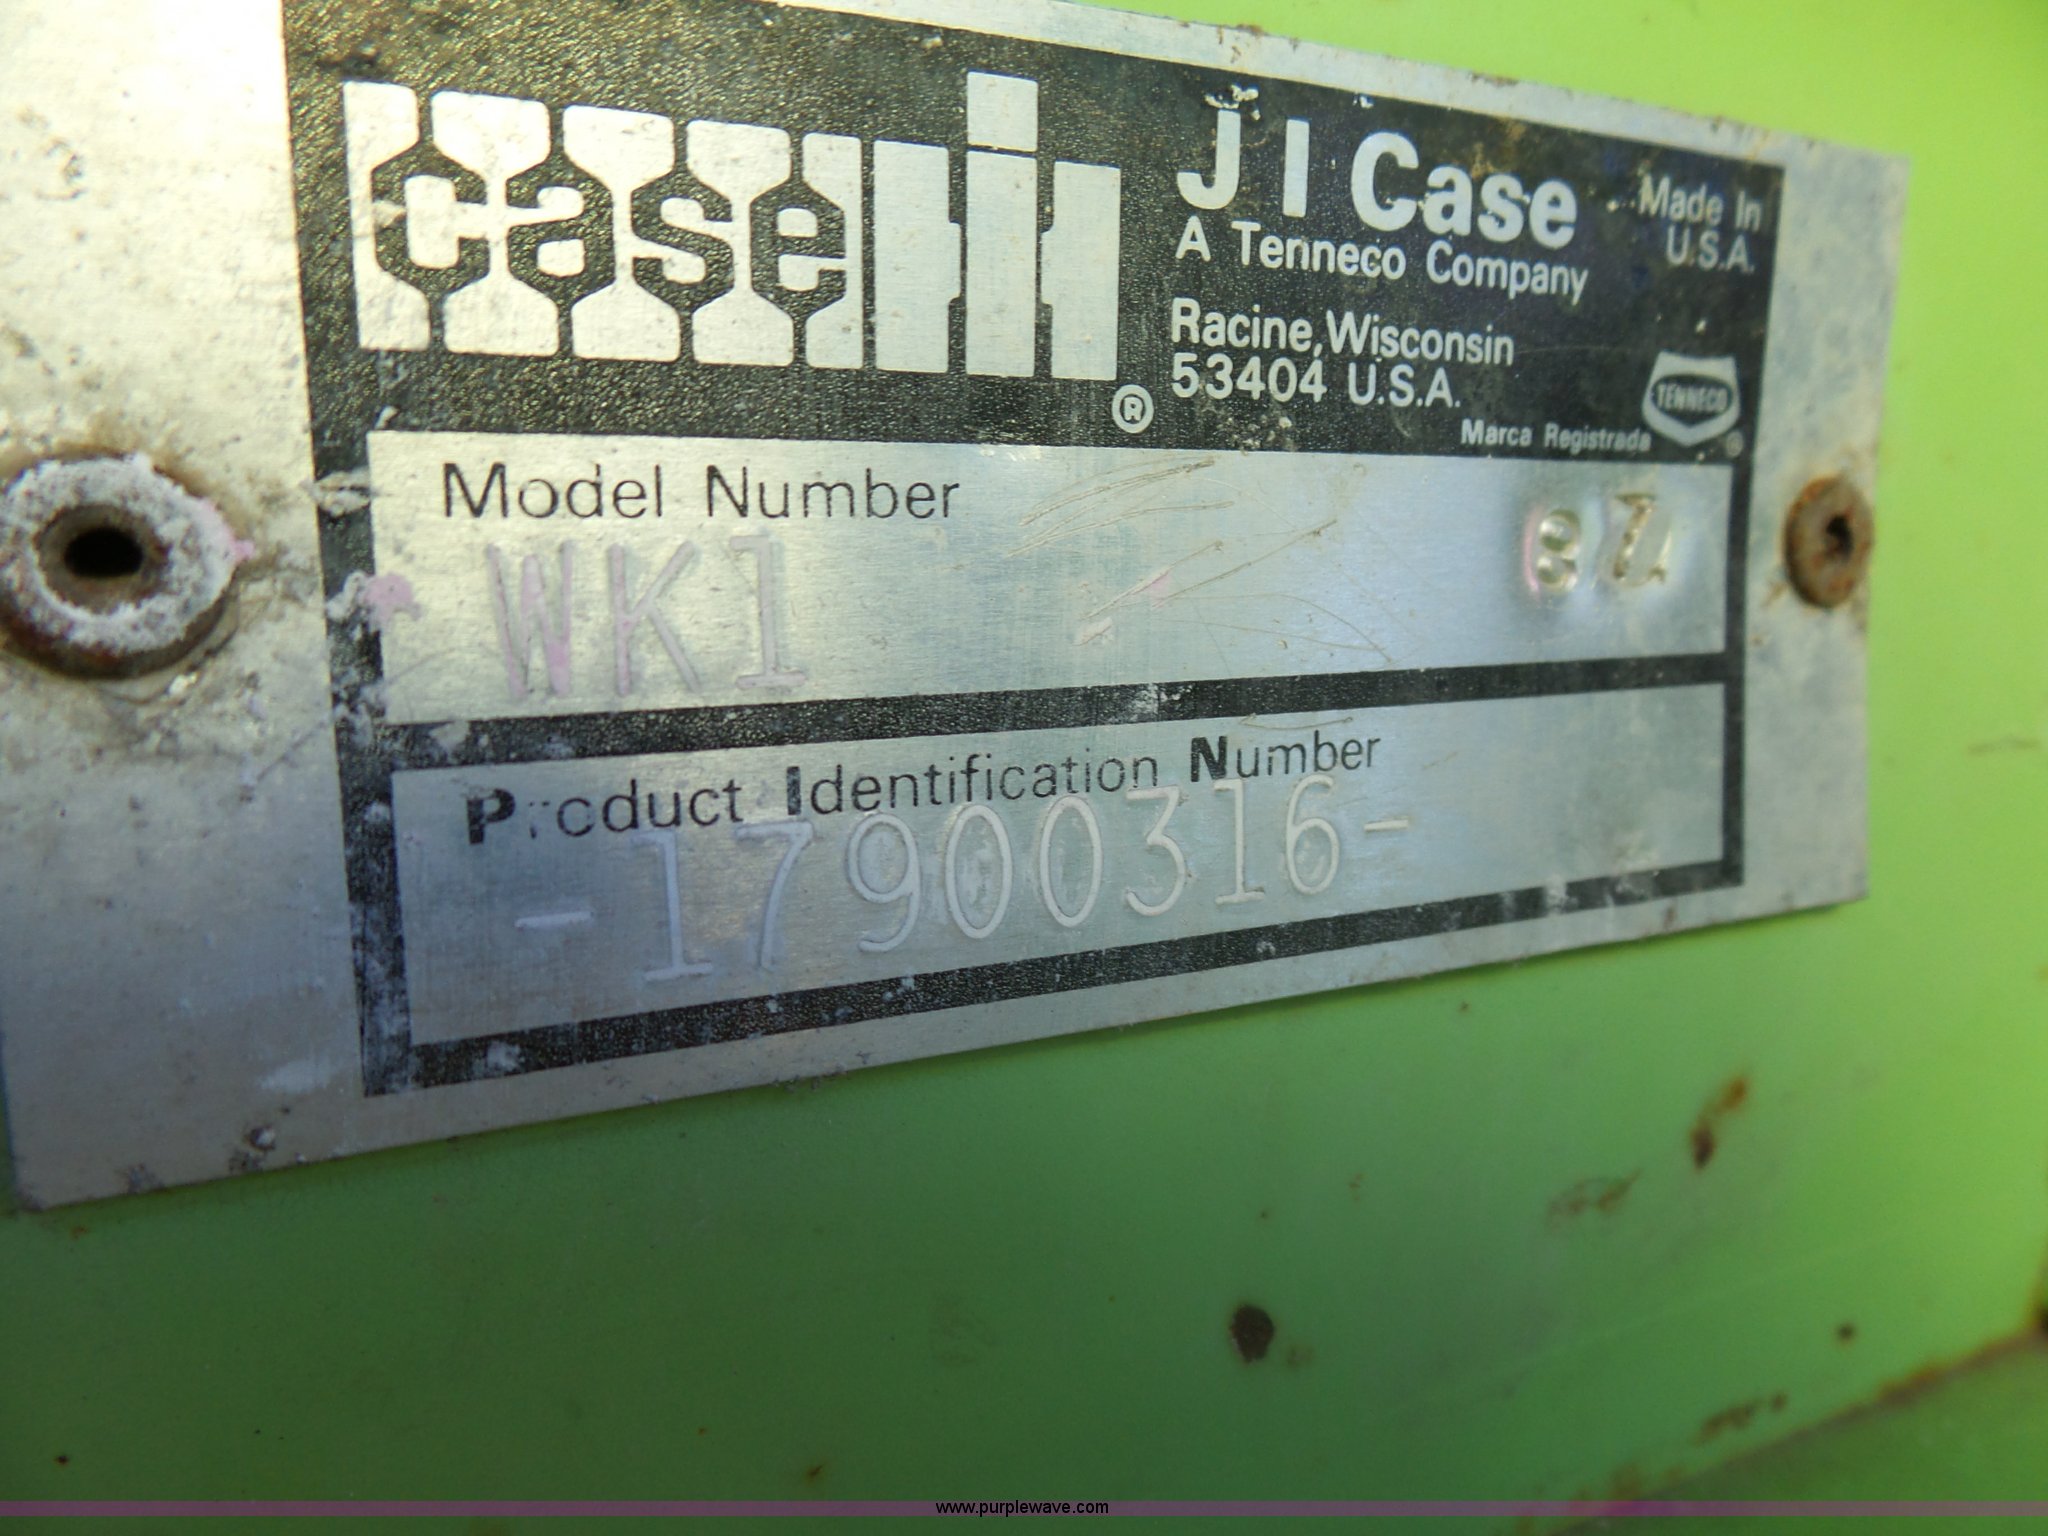 case IH ®
J I Case
A Tenneco Company
Racine, Wisconsin
53404 U.S.A.
Made In
U.S.A.
TENNECO ®
Marca Registrada
Model Number
WK1
Product Identification Number
-17900316-
www.purplewave.com